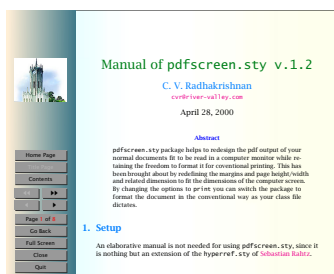 Manual of pdfscreen.sty v.1.2
C. V. Radhakrishnan
cvr@river-valley.com
April 28, 2000
Abstract
pdfscreen.sty package helps to redesign the pdf output of your
normal documents fit to be read in a computer monitor while re-
taining the freedom to format it for coventional printing. This has
been brought about by redefining the margins and page height/width
and related dimension to fit the dimensions of the computer screen.
By changing the options to print you can switch the package to
format the document in the conventional way as your class file
dictates.
1. Setup
An elaborative manual is not needed for using pdfscreen.sty, since it
is nothing but an extension of the hyperref.sty of Sebastian Rahtz.
Home Page
Contents
Page 1 of 8
Go Back
Full Screen
Close
Quit